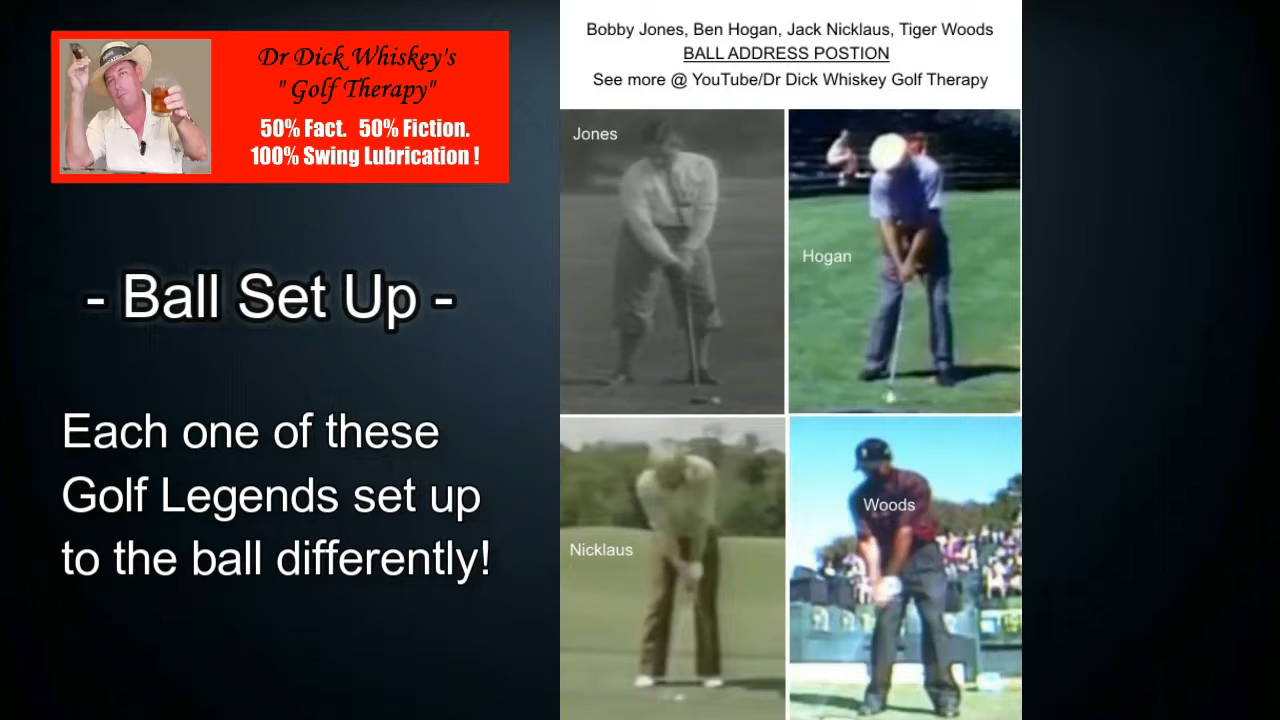 Dr Dick Whiskey's
" Golf Therapy"
50% Fact. 50% Fiction.
100% Swing Lubrication !
- Ball Set Up -
Each one of these
Golf Legends set up
to the ball differently!
Bobby Jones, Ben Hogan, Jack Nicklaus, Tiger Woods
BALL ADDRESS POSTION
See more @ YouTube/Dr Dick Whiskey Golf Therapy
Jones
Hogan
Nicklaus
Woods